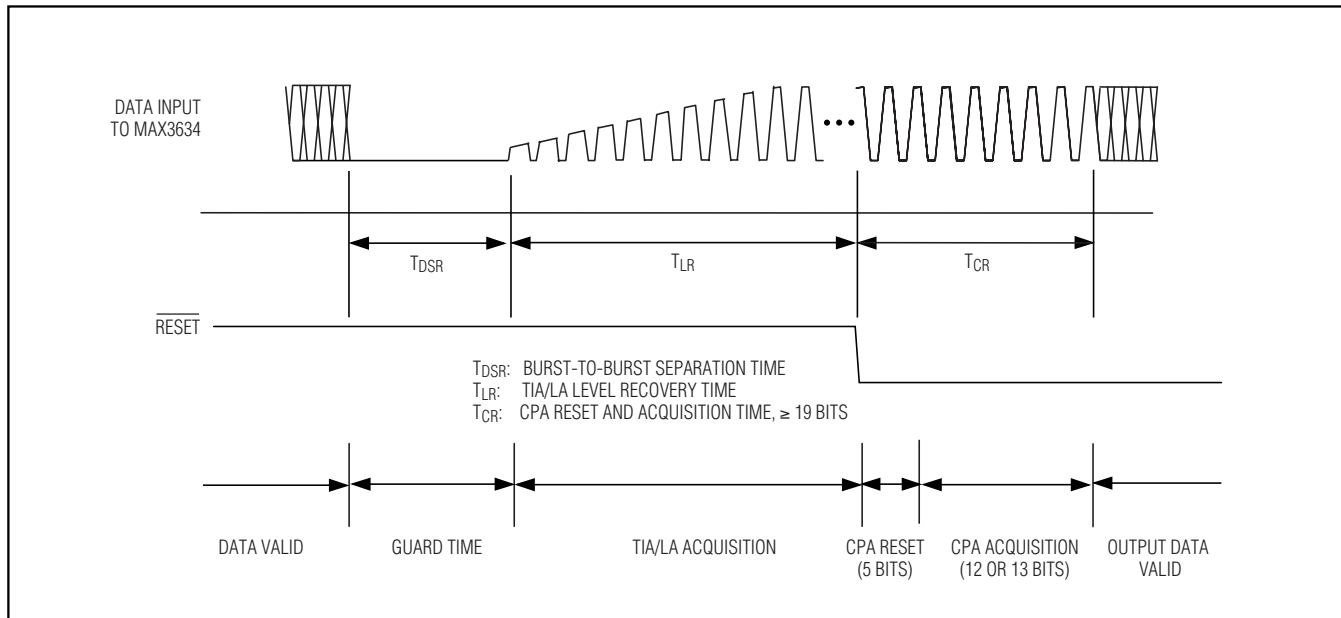 DATA INPUT
TO MAX3634
TDSR
TLR
TCR
RESET
TDSR: BURST-TO-BURST SEPARATION TIME
TLR: TIA/LA LEVEL RECOVERY TIME
TCR: CPA RESET AND ACQUISITION TIME, ≥ 19 BITS
DATA VALID
GUARD TIME
TIA/LA ACQUISITION
CPA RESET
(5 BITS)
CPA ACQUISITION
(12 OR 13 BITS)
OUTPUT DATA
VALID